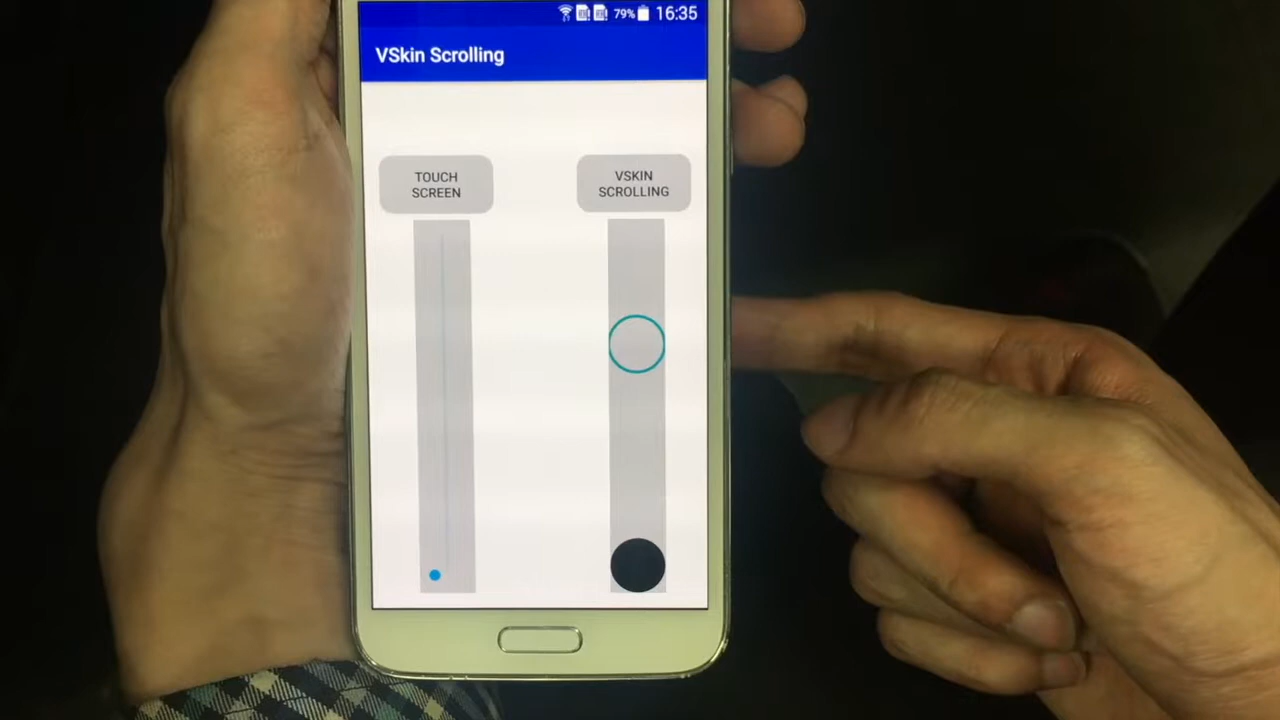 79% 16:35
VSkin Scrolling
TOUCH
SCREEN
VSKIN
SCROLLING